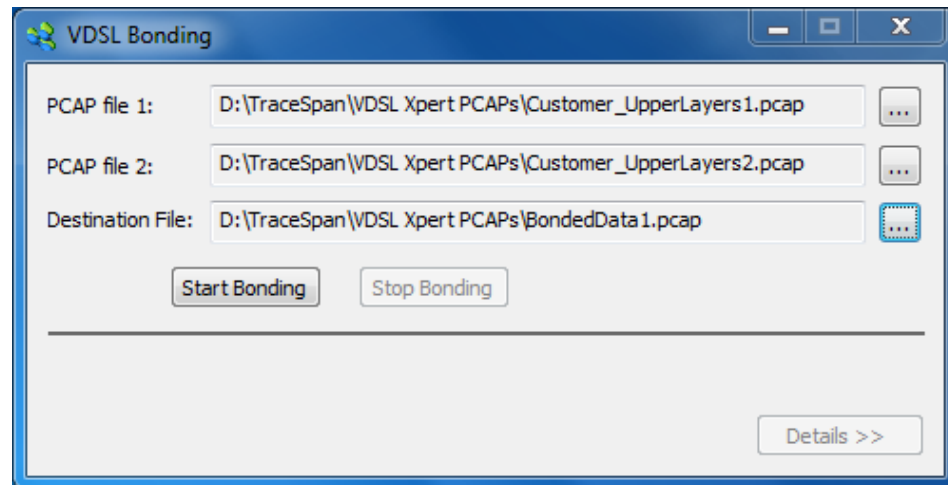 VDSL Bonding
PCAP file 1: D:\TraceSpan\VDSL Xpert PCAPs\Customer_UpperLayers1.pcap ...
PCAP file 2: D:\TraceSpan\VDSL Xpert PCAPs\Customer_UpperLayers2.pcap ...
Destination File: D:\TraceSpan\VDSL Xpert PCAPs\BondedData1.pcap ...
Start Bonding Stop Bonding
Details >>